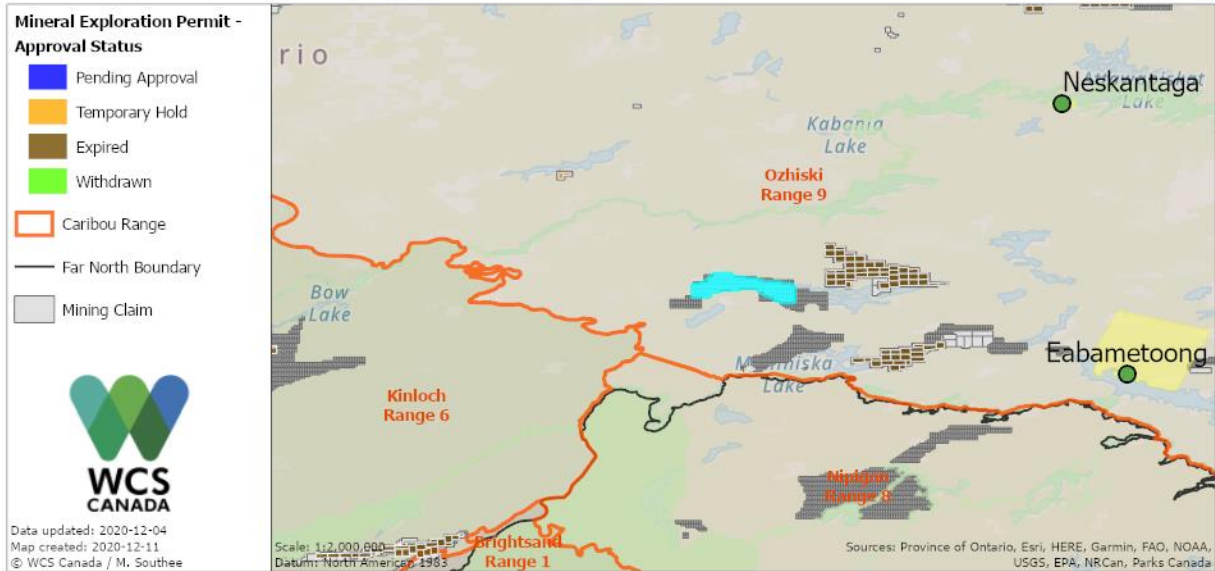 Mineral Exploration Permit -
Approval Status
Pending Approval
Temporary Hold
Expired
Withdrawn
Caribou Range
Far North Boundary
Mining Claim
WCS
CANADA
Data updated: 2020-12-04
Map created: 2020-12-11
© WCS Canada / M. Southee
rio
Neskantaga
Attawapiskat
Lake
Kabania
Lake
Ozhiski
Range 9
Bow
Lake
Eabametoong
Miminiska
Lake
Kinloch
Range 6
Nipigon
Range 8
Brightsand
Range 1
Scale: 1:2,000,000
Datum: North American 1983
Sources: Province of Ontario, Esri, HERE, Garmin, FAO, NOAA,
USGS, EPA, NRCan, Parks Canada